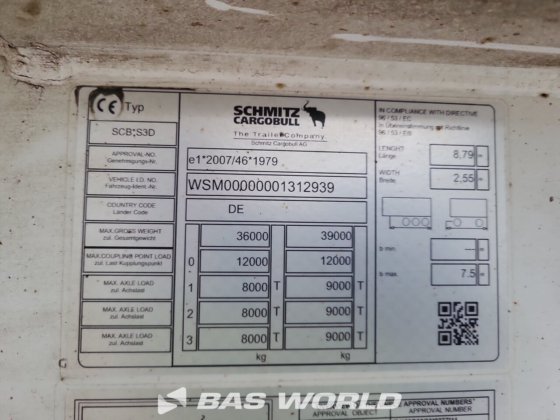 CE Typ
SCB*S3D
SCHMITZ
CARGOBULL
The Trailer Company.
Schmitz Cargobull AG
IN COMPLIANCE WITH DIRECTIVE
96 / 53 / EC
in Übereinstimmung mit Richtlinie
96 / 53 / EG
APPROVAL-NO.
Genehmigungs-Nr.
e1*2007/46*1979
VEHICLE I.D. NO.
Fahrzeug-Ident.-Nr.
WSM00000001312939
COUNTRY CODE
Länder Code
DE
LENGHT
Länge
8,79 m
WIDTH
Breite
2,55 m
MAX.GROSS WEIGHT
zul. Gesamtgewicht
36000 39000
MAX.COUPLING POINT LOAD
zul. Last Kupplungspunkt
0 12000 12000
MAX. AXLE LOAD
zul. Achslast
1 8000 T 9000 T
MAX. AXLE LOAD
zul. Achslast
2 8000 T 9000 T
MAX. AXLE LOAD
zul. Achslast
3 8000 T 9000 T
kg kg
b min. — m
b max. 7.5 m
G
BAS WORLD
APPROVAL OBJECT
APPROVAL NUMBERS